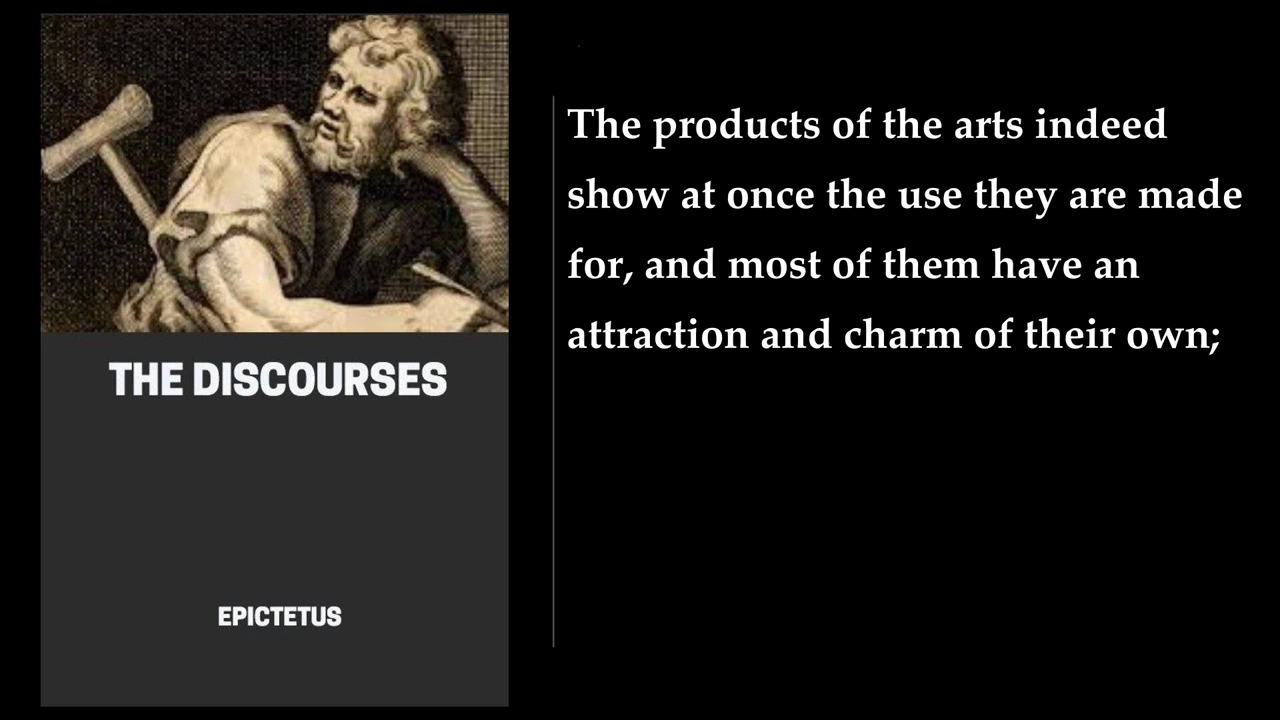 THE DISCOURSES
EPICTETUS
The products of the arts indeed
show at once the use they are made
for, and most of them have an
attraction and charm of their own;